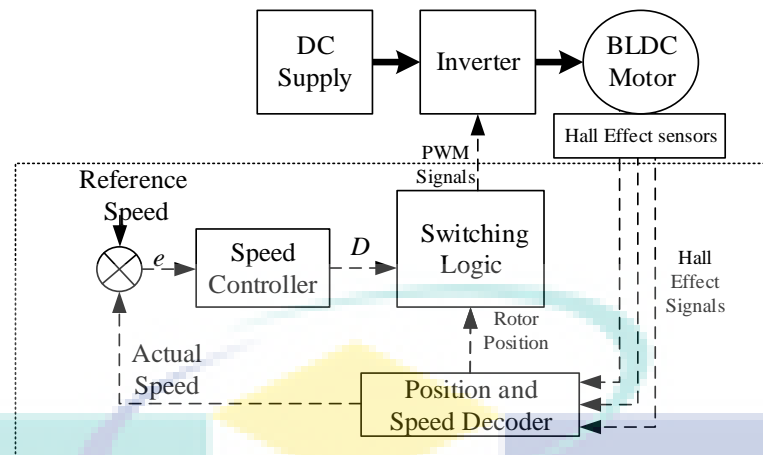 DC
Supply
Inverter
BLDC
Motor
Hall Effect sensors
PWM
Signals
Reference
Speed
e
Speed
Controller
D
Switching
Logic
Hall
Effect
Signals
Rotor
Position
Actual
Speed
Position and
Speed Decoder